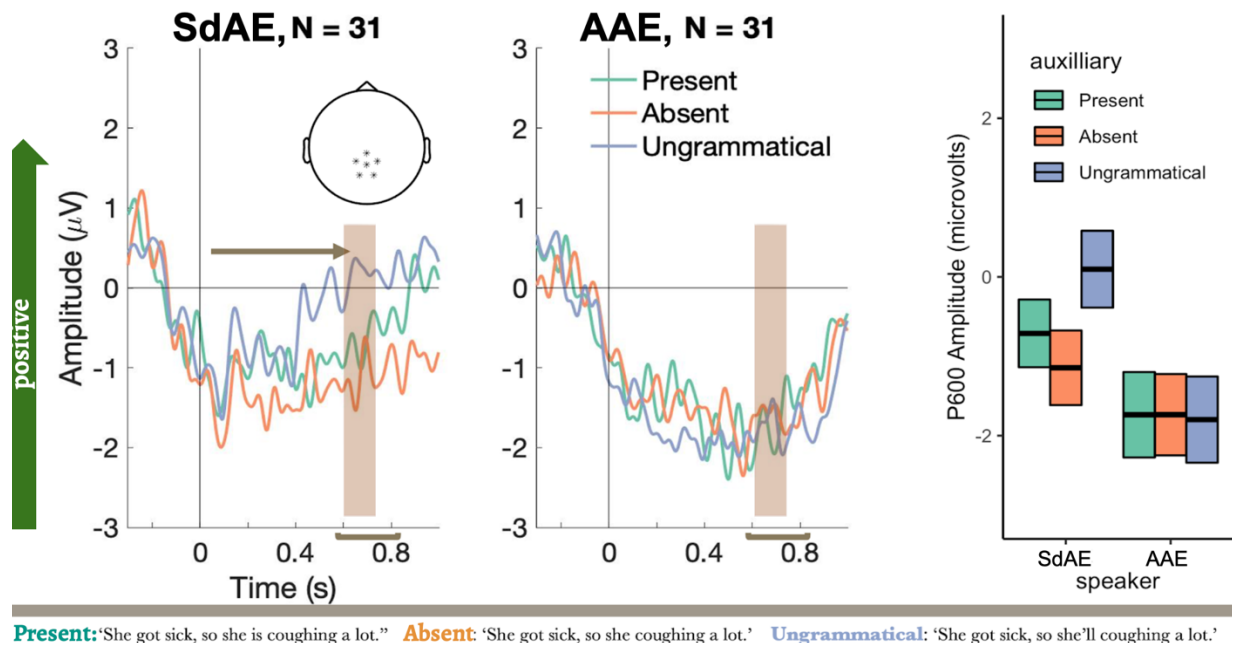 SdAE, N = 31
AAE, N = 31
Present
Absent
Ungrammatical
positive
Amplitude (μV)
3
2
1
0
-1
-2
-3
0
0.4
0.8
Time (s)
3
2
1
0
-1
-2
-3
0
0.4
0.8
auxilliary
Present
Absent
Ungrammatical
P600 Amplitude (microvolts)
2
0
-2
SdAE
AAE
speaker
Present: 'She got sick, so she is coughing a lot.” Absent: 'She got sick, so she coughing a lot.' Ungrammatical: 'She got sick, so she'll coughing a lot.'